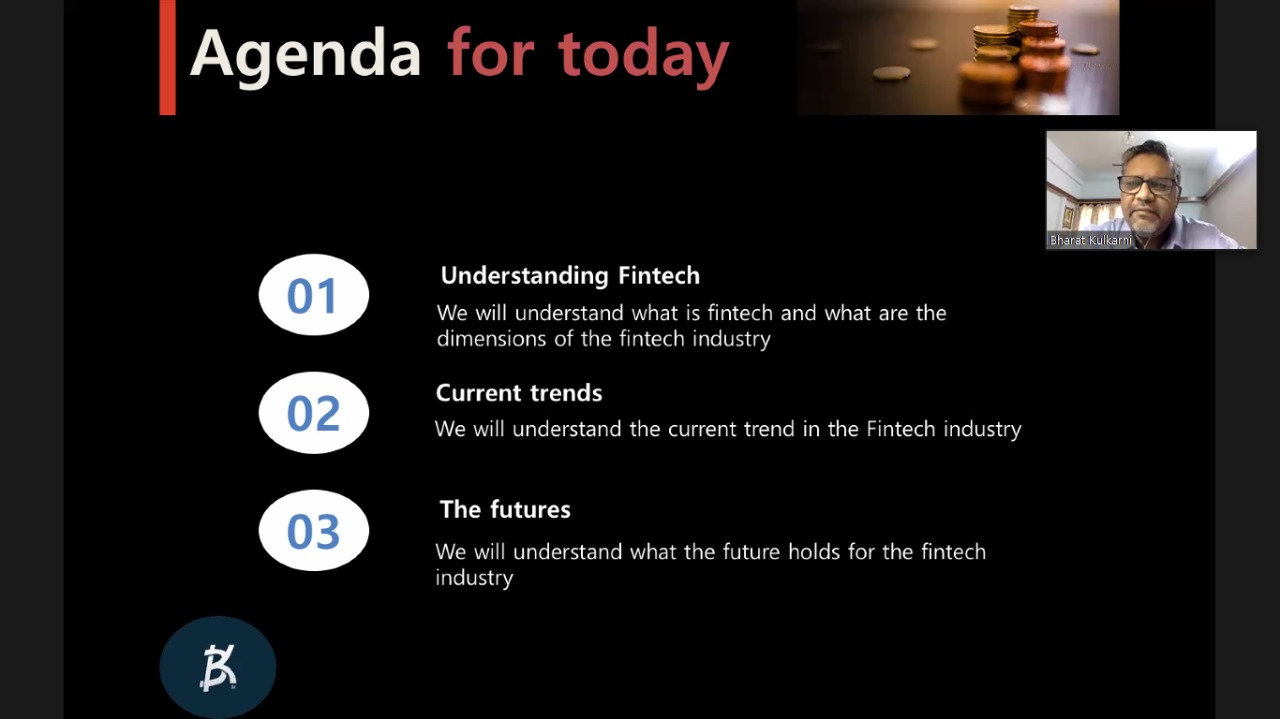 Agenda for today
Bharat Kulkarni
01
Understanding Fintech
We will understand what is fintech and what are the
dimensions of the fintech industry
02
Current trends
We will understand the current trend in the Fintech industry
03
The futures
We will understand what the future holds for the fintech
industry
BK